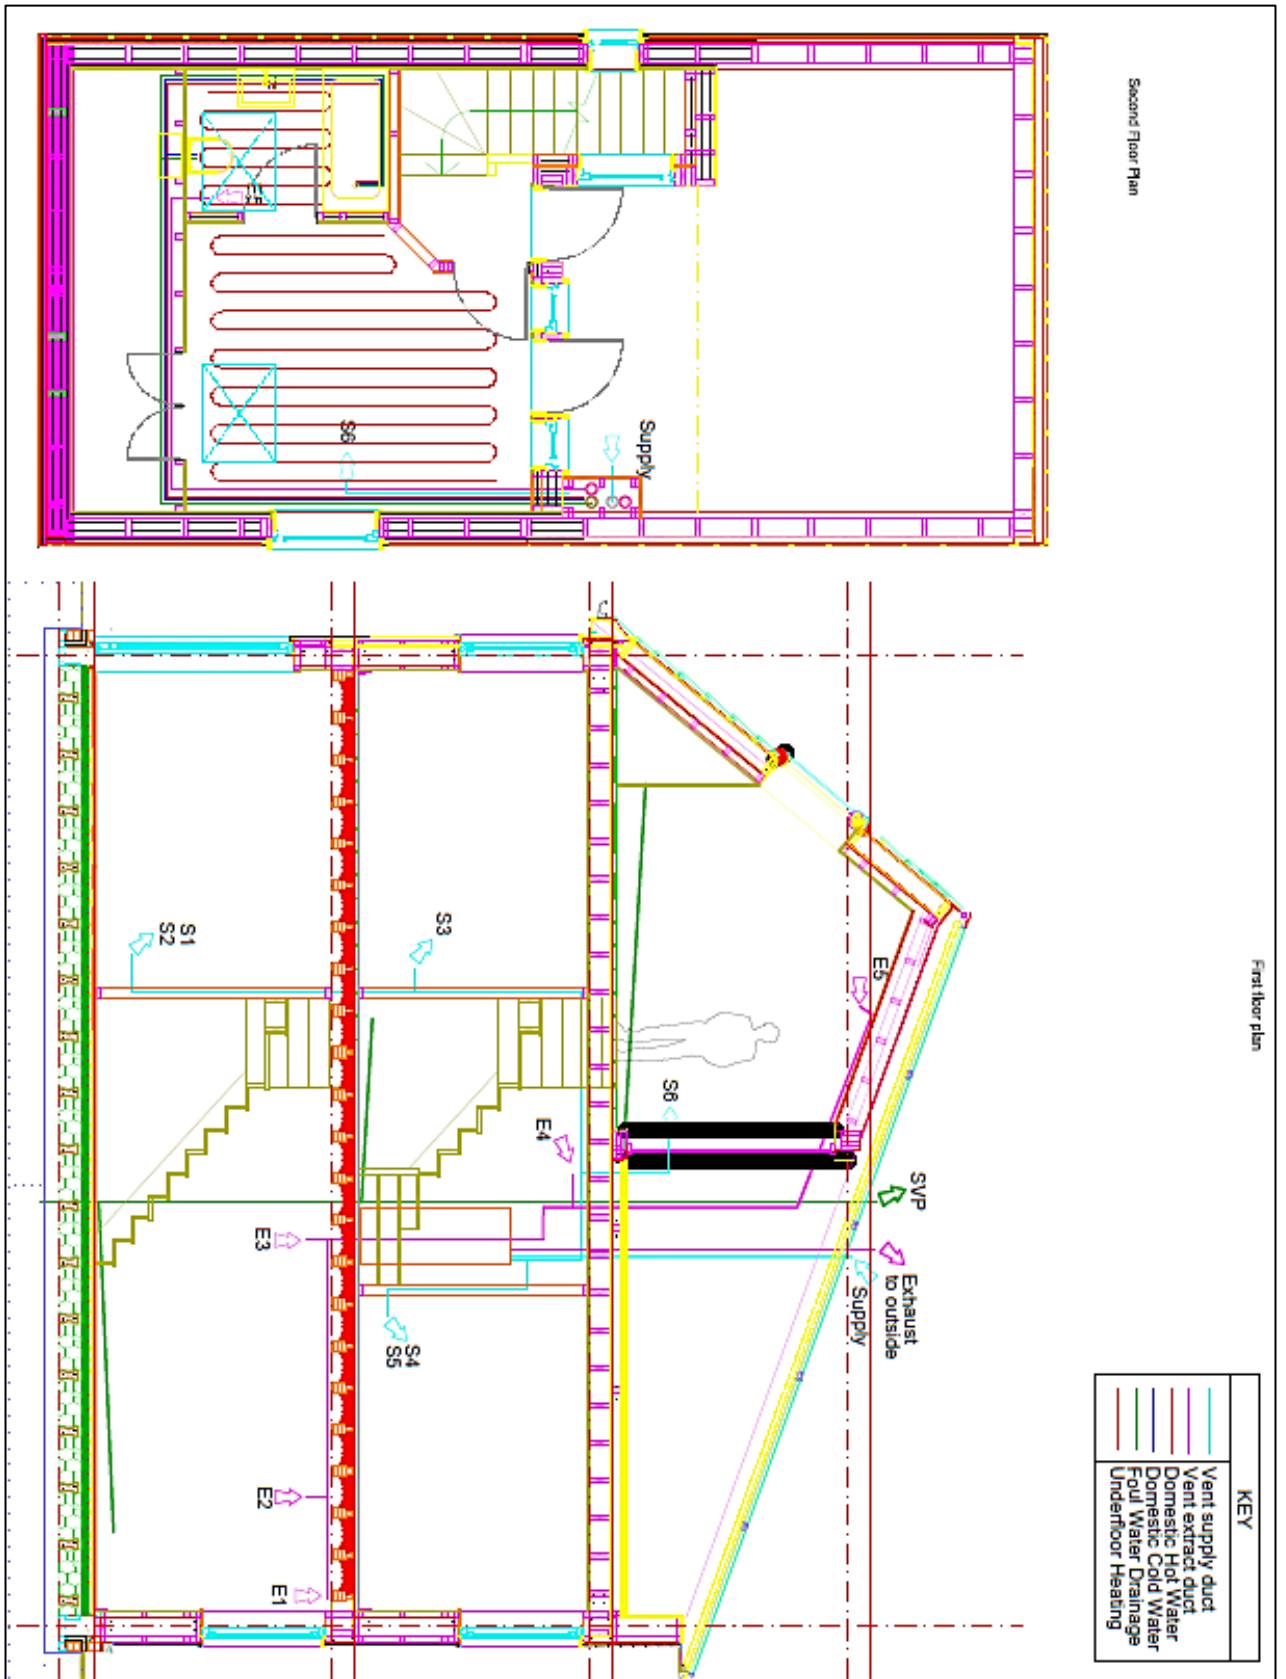 Second Floor Plan
S6
Supply
First floor plan
E5
S6
E4
SVP
Exhaust
to outside
Supply
S3
S4
S5
S1
S2
E3
E2
E1
KEY
Vent supply duct
Vent extract duct
Domestic Hot Water
Domestic Cold Water
Foul Water Drainage
Underfloor Heating